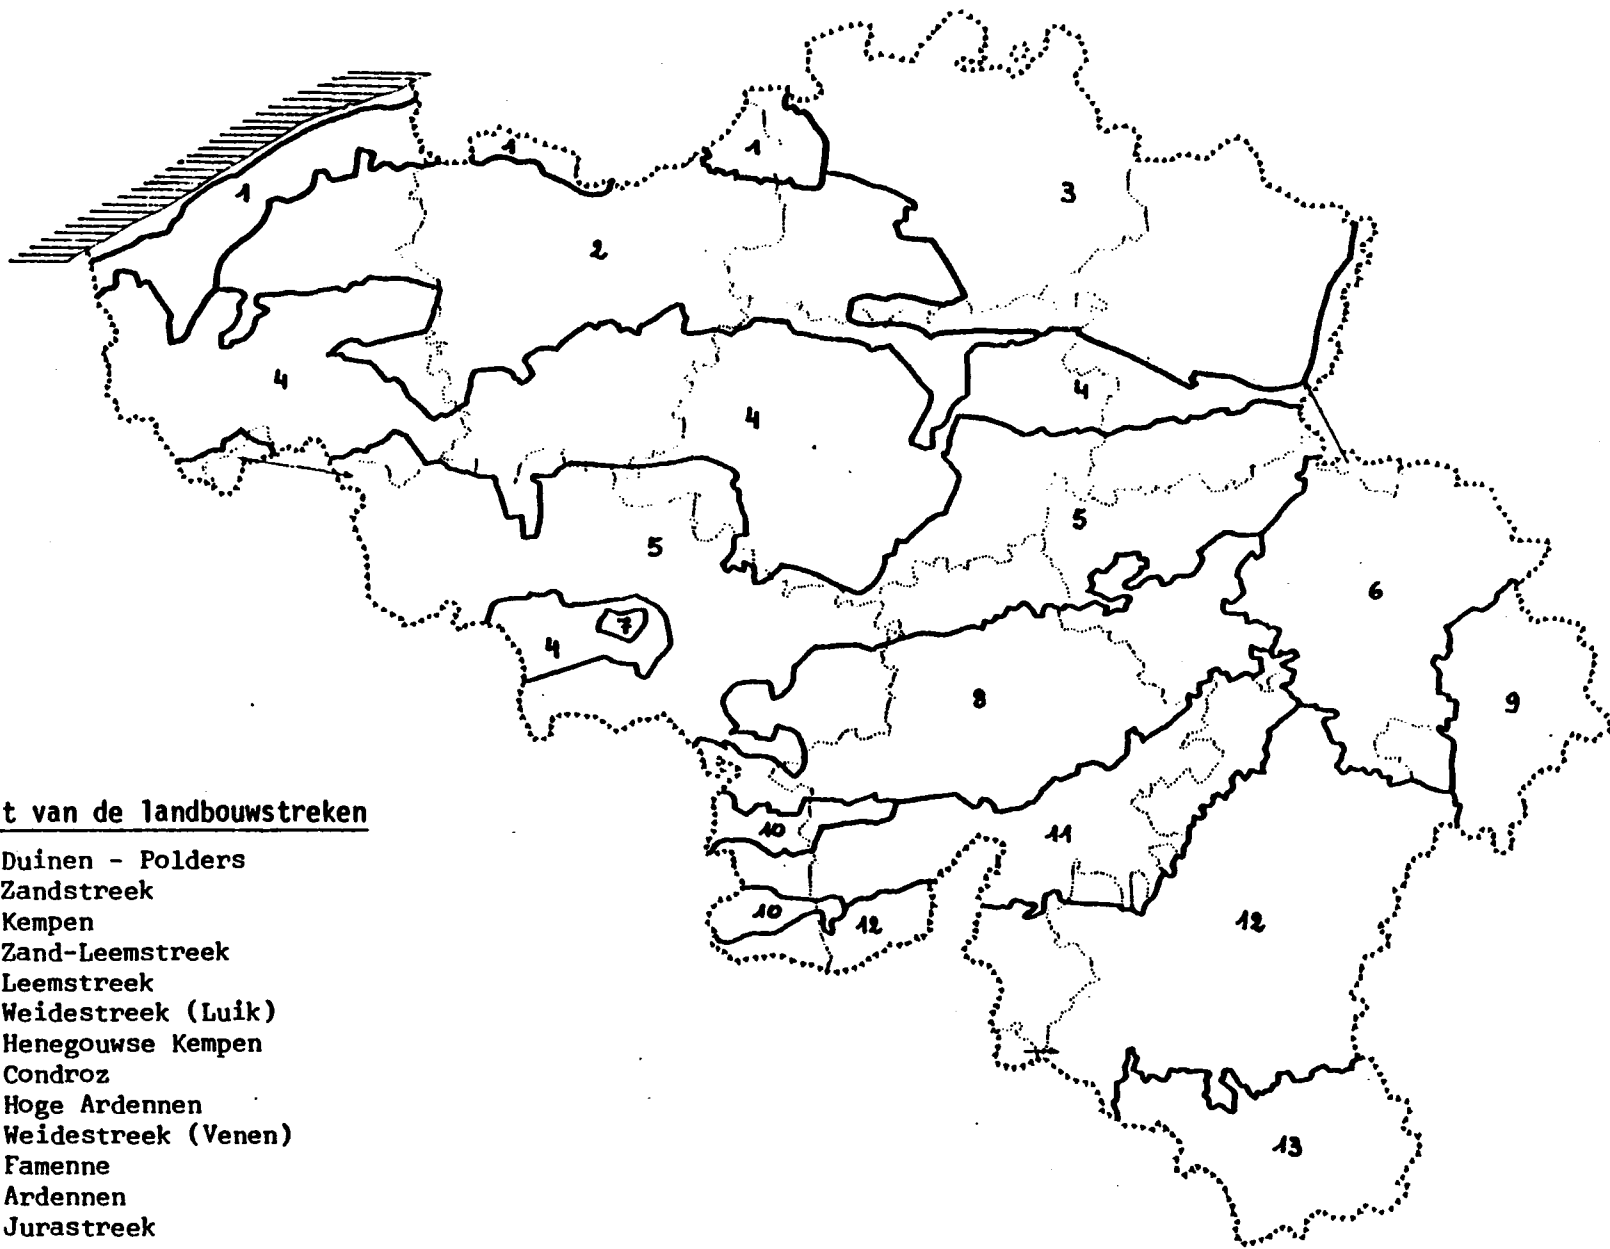 1
1
1
3
2
4
4
4
5
5
6
4
7
8
9
10
11
10
12
12
13
t van de landbouwstreken
Duinen - Polders
Zandstreek
Kempen
Zand-Leemstreek
Leemstreek
Weidestreek (Luik)
Henegouwse Kempen
Condroz
Hoge Ardennen
Weidestreek (Venen)
Famenne
Ardennen
Jurastreek